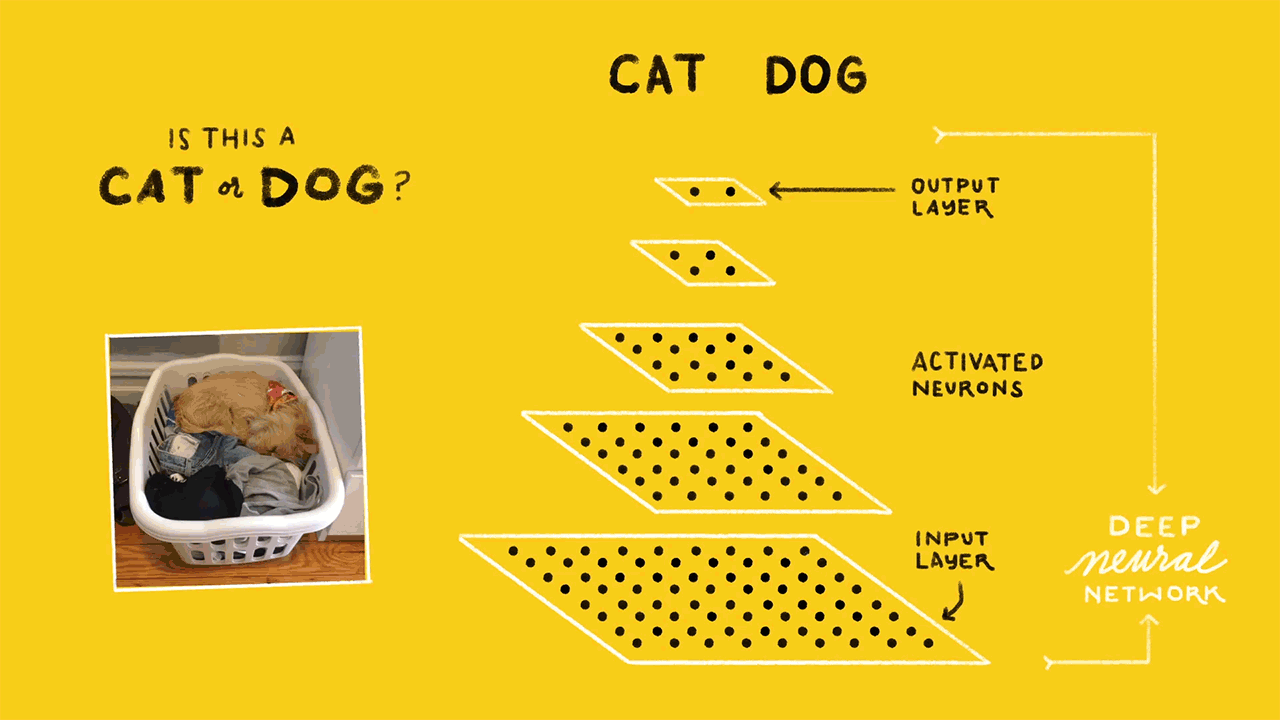 CAT DOG
IS THIS A
CAT or DOG?
OUTPUT
LAYER
ACTIVATED
NEURONS
INPUT
LAYER
DEEP
neural
NETWORK